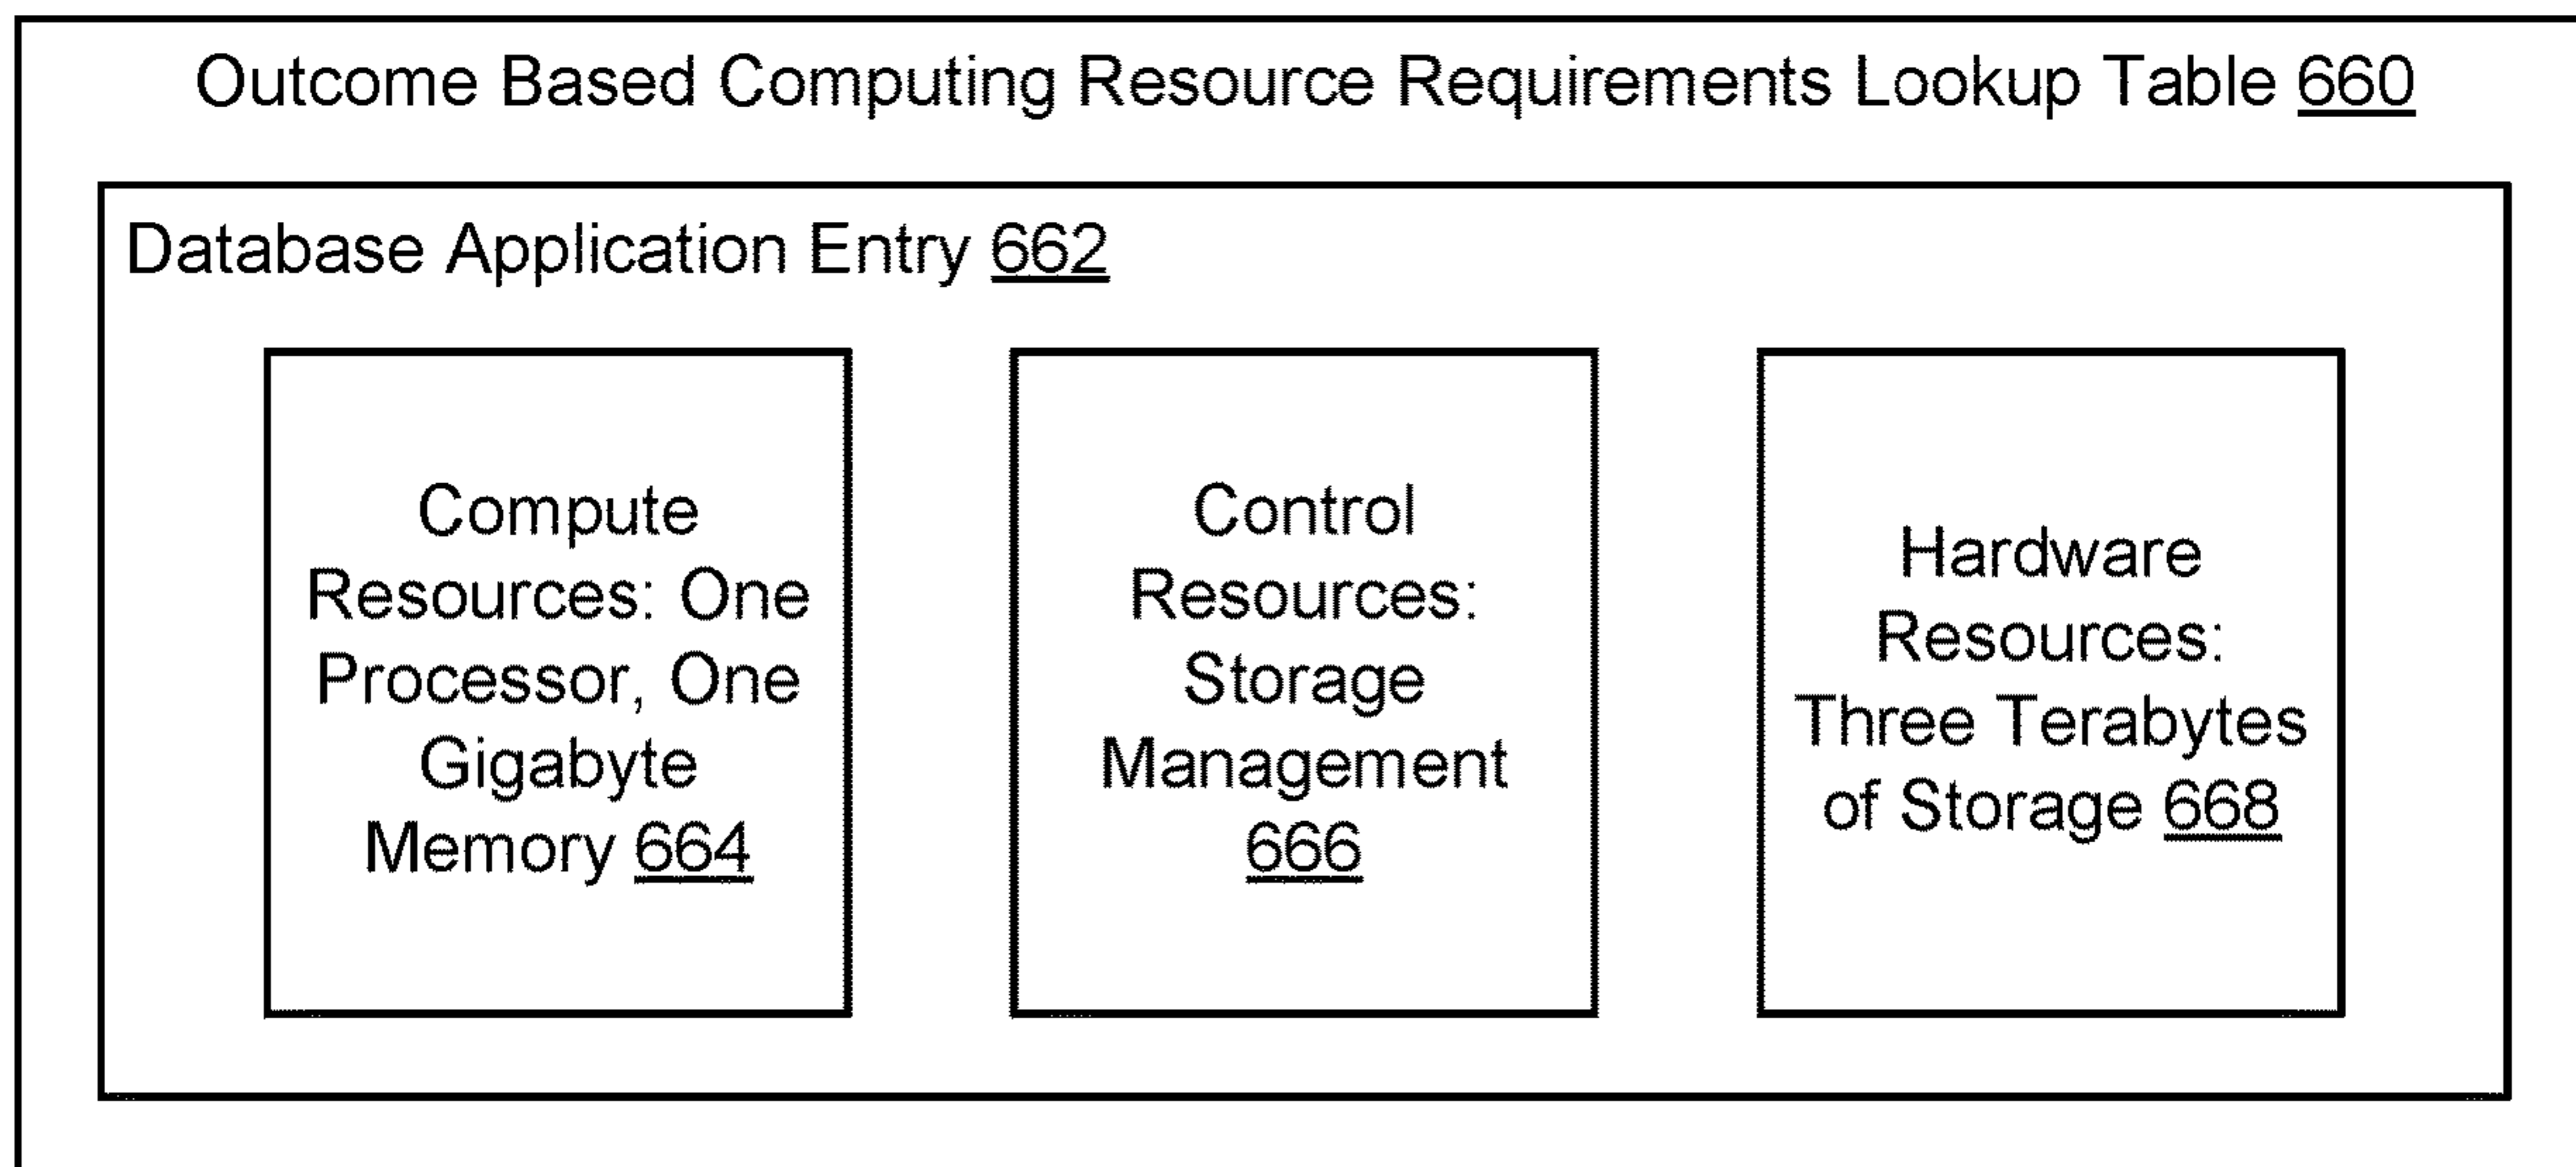 Outcome Based Computing Resource Requirements Lookup Table 660
Database Application Entry 662
Compute
Resources: One
Processor, One
Gigabyte
Memory 664
Control
Resources:
Storage
Management
666
Hardware
Resources:
Three Terabytes
of Storage 668